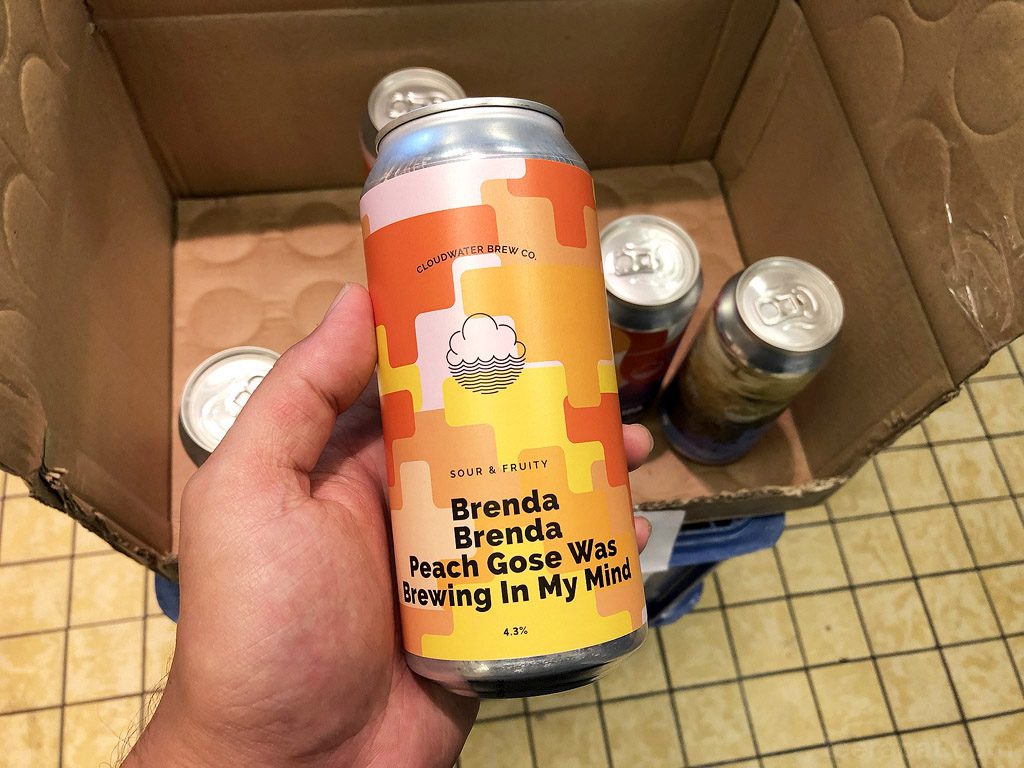 CLOUDWATER BREW CO.
SOUR & FRUITY
Brenda
Brenda
Peach Gose Was
Brewing In My Mind
4.3%